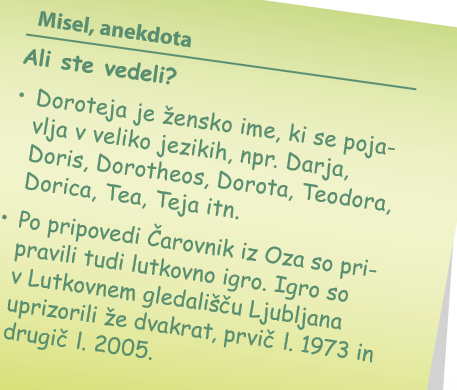 Misel, anekdota
Ali ste vedeli?
• Doroteja je žensko ime, ki se poja-
vlja v veliko jezikih, npr. Darja,
Doris, Dorotheos, Dorota, Teodora,
Dorica, Tea, Teja itn.
• Po pripovedi Čarovnik iz Oza so pri-
pravili tudi lutkovno igro. Igro so
v Lutkovnem gledališču Ljubljana
uprizorili že dvakrat, prvič l. 1973 in
drugič l. 2005.